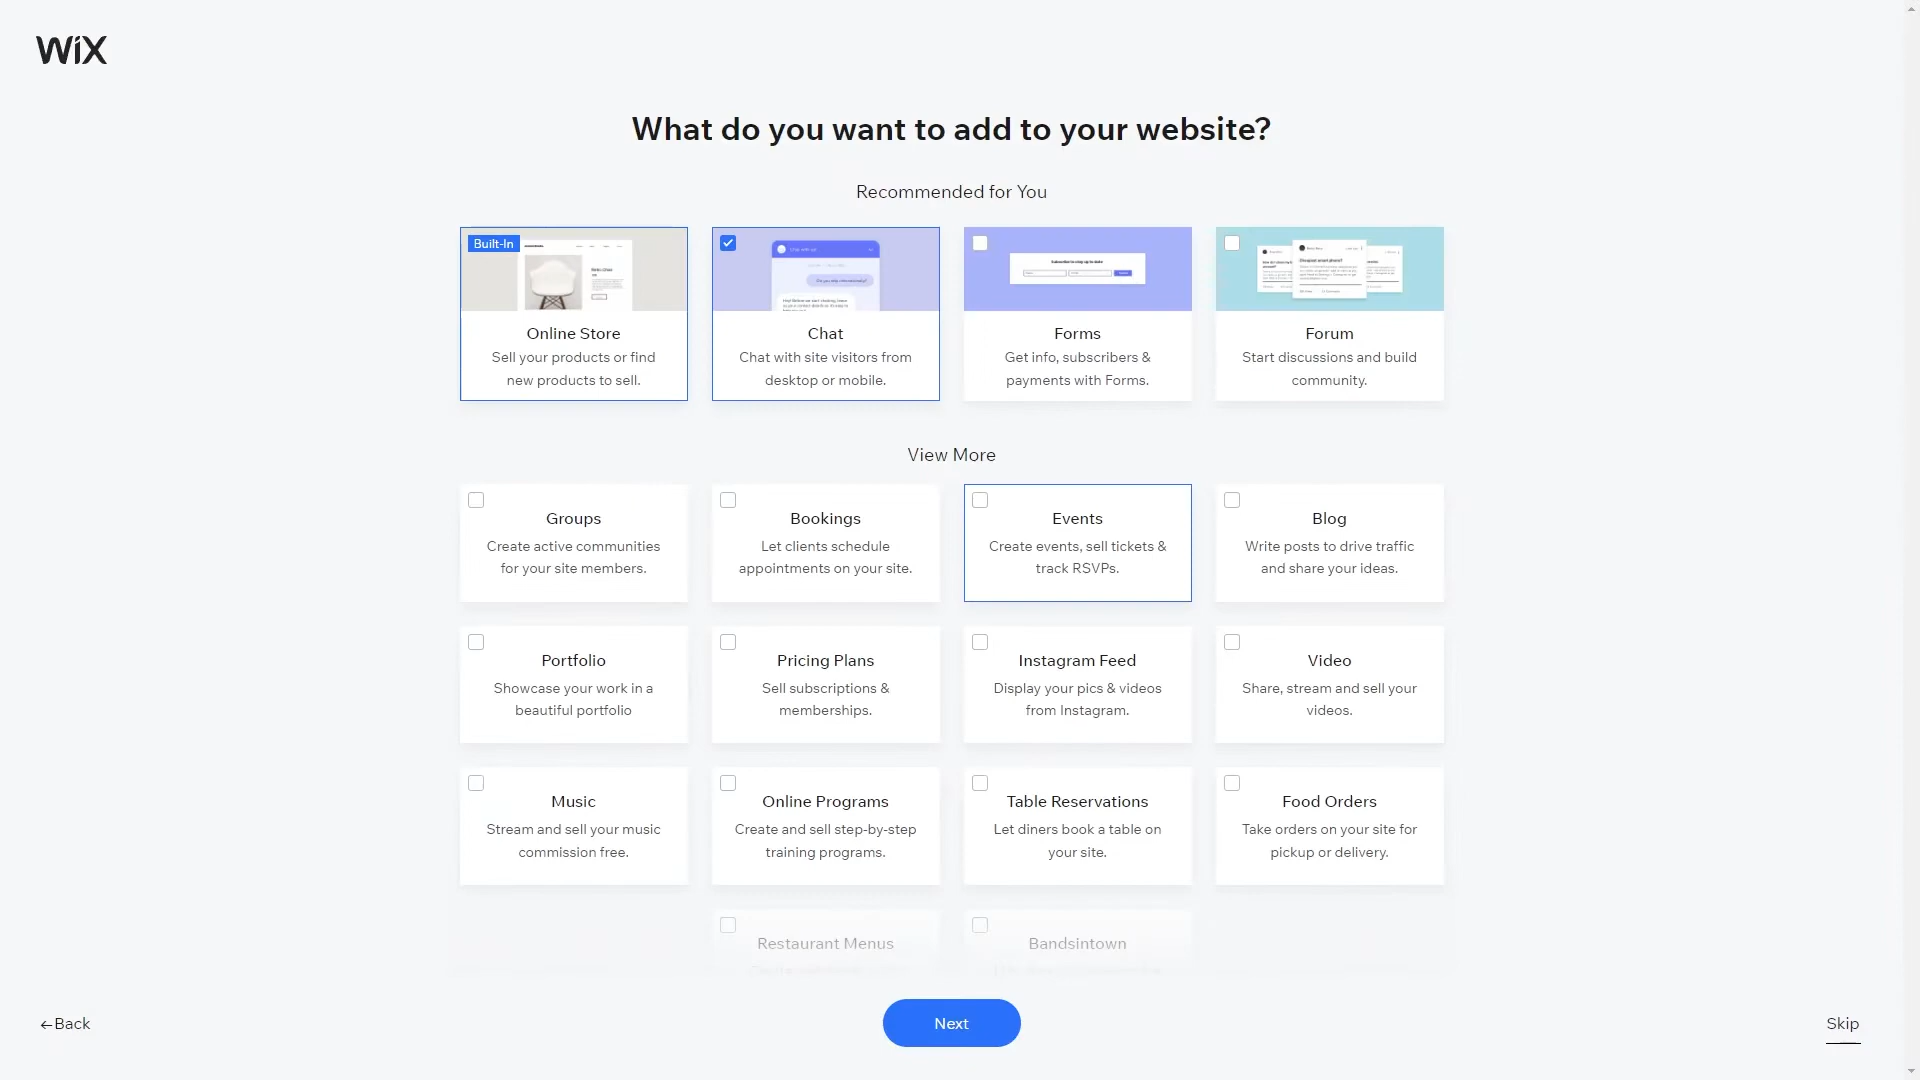 WiX
What do you want to add to your website?
Recommended for You
Built-In
Online Store
Sell your products or find
new products to sell.
Chat
Chat with site visitors from
desktop or mobile.
Subscribe to stay up to date
Forms
Get info, subscribers &
payments with Forms.
Forum
Start discussions and build
community.
View More
Groups
Create active communities
for your site members.
Bookings
Let clients schedule
appointments on your site.
Events
Create events, sell tickets &
track RSVPs.
Blog
Write posts to drive traffic
and share your ideas.
Portfolio
Showcase your work in a
beautiful portfolio
Pricing Plans
Sell subscriptions &
memberships.
Instagram Feed
Display your pics & videos
from Instagram.
Video
Share, stream and sell your
videos.
Music
Stream and sell your music
commission free.
Online Programs
Create and sell step-by-step
training programs.
Table Reservations
Let diners book a table on
your site.
Food Orders
Take orders on your site for
pickup or delivery.
Restaurant Menus
Bandsintown
←Back
Next
Skip